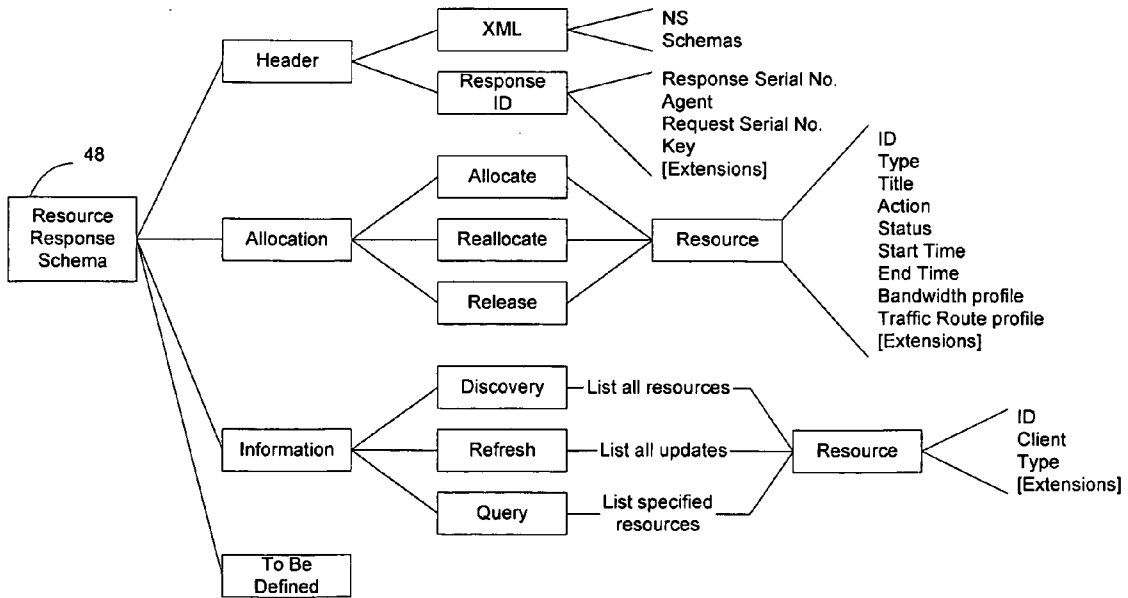 48
Resource
Response
Schema
Header
XML
NS
Schemas
Response
ID
Response Serial No.
Agent
Request Serial No.
Key
[Extensions]
Allocation
Allocate
Reallocate
Release
Resource
ID
Type
Title
Action
Status
Start Time
End Time
Bandwidth profile
Traffic Route profile
[Extensions]
Information
Discovery
List all resources
Refresh
List all updates
Query
List specified
resources
Resource
ID
Client
Type
[Extensions]
To Be
Defined